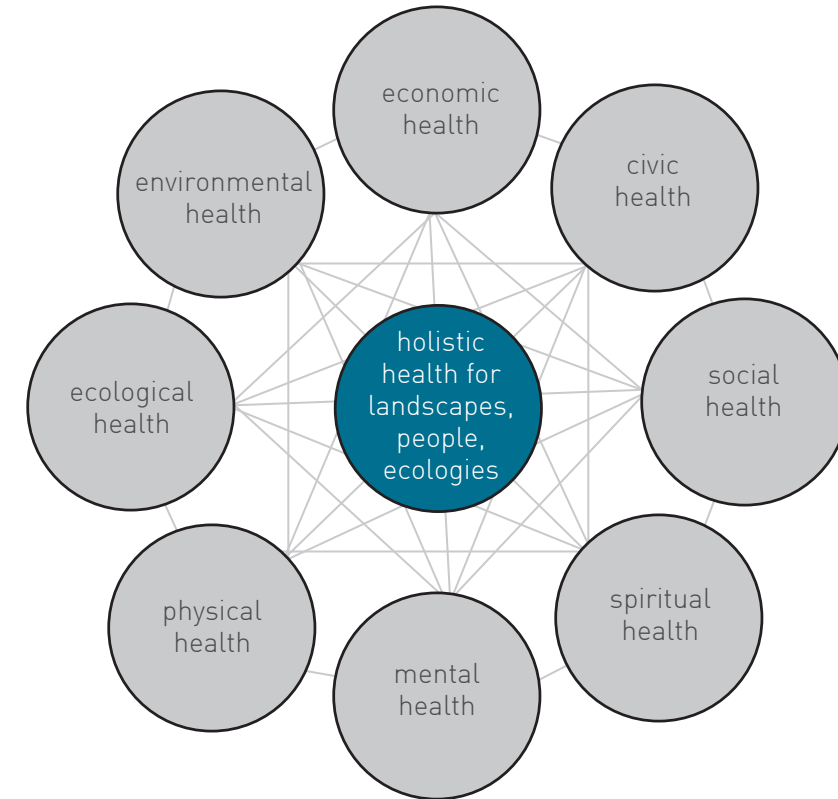 economic
health
civic
health
environmental
health
holistic
health for
landscapes,
people,
ecologies
social
health
ecological
health
spiritual
health
physical
health
mental
health